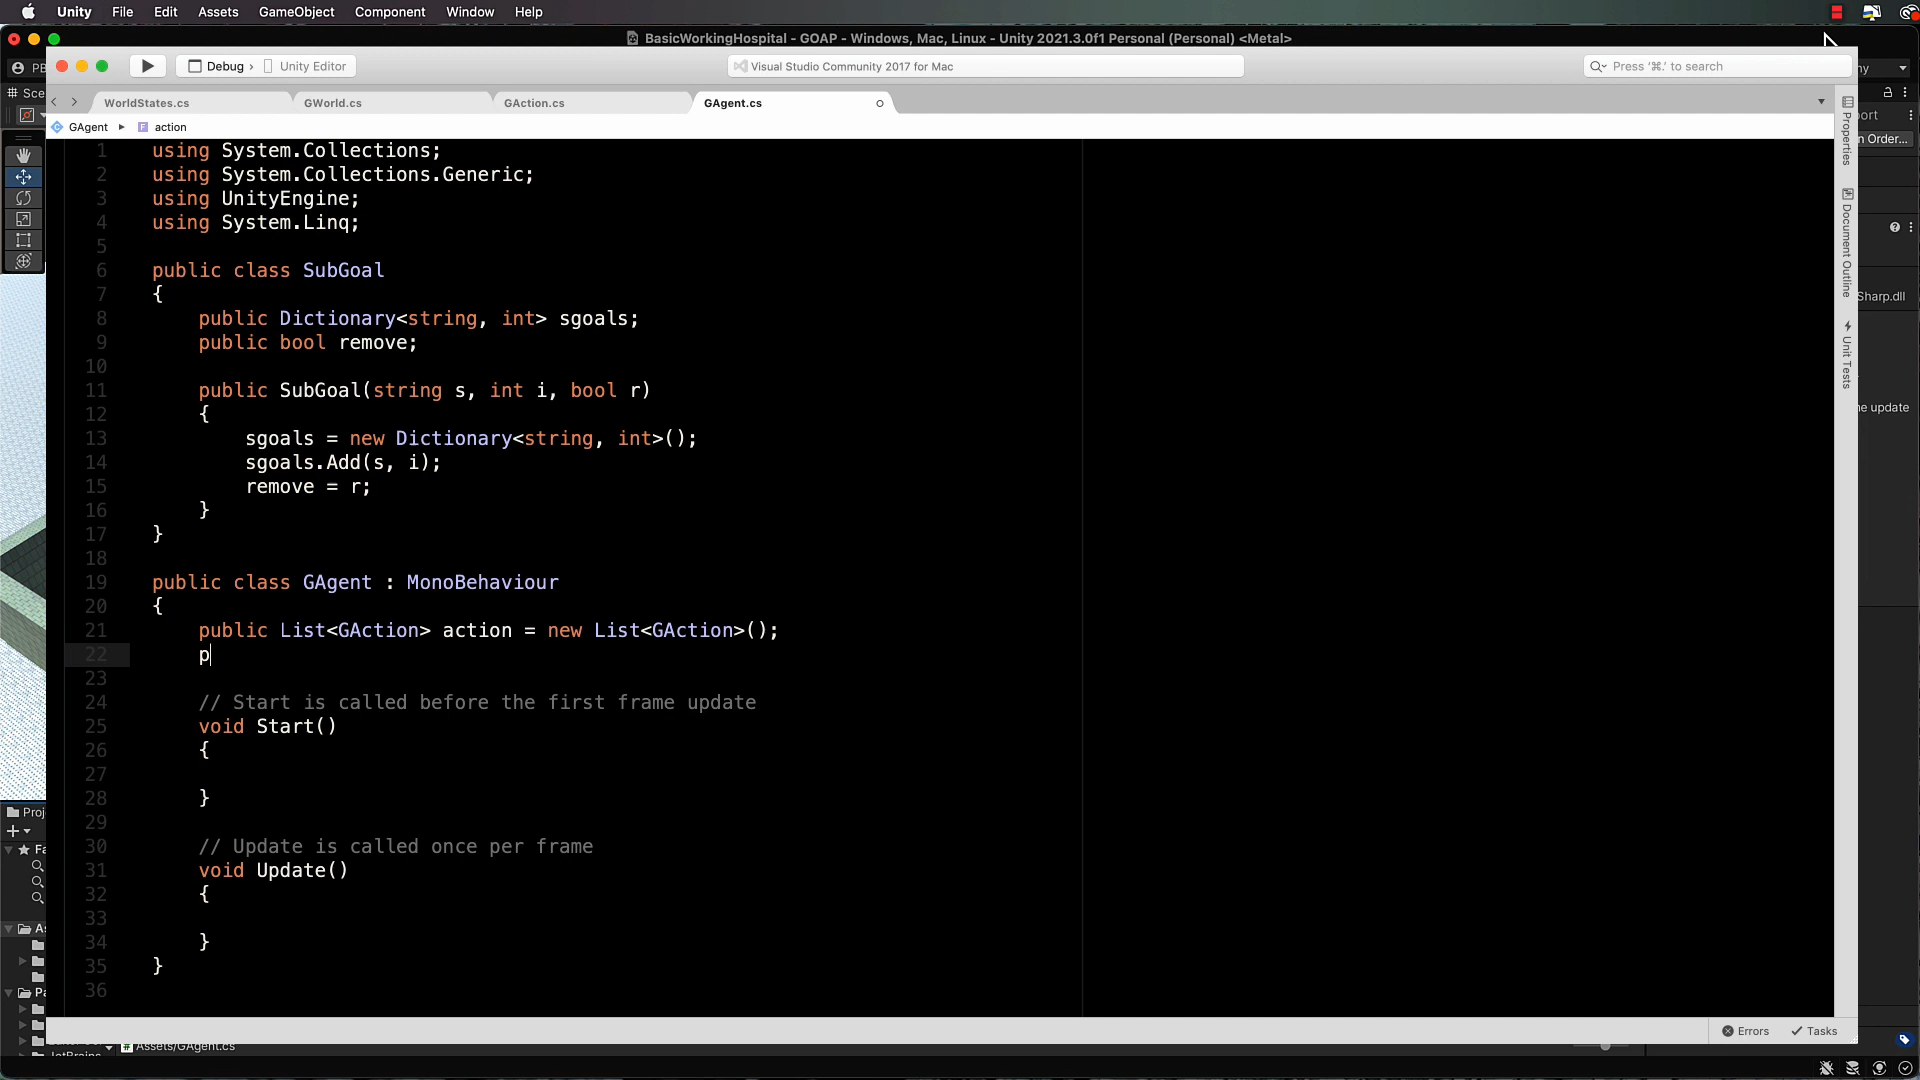 Unity File Edit Assets GameObject Component Window Help
BasicWorkingHospital - GOAP - Windows, Mac, Linux - Unity 2021.3.0f1 Personal (Personal) <Metal>
Debug › Unity Editor
Visual Studio Community 2017 for Mac
Press '⌘.' to search
PB
# Sce
WorldStates.cs GWorld.cs GAction.cs GAgent.cs
GAgent ▸ action
1 using System.Collections;
2 using System.Collections.Generic;
3 using UnityEngine;
4 using System.Linq;
5
6 public class SubGoal
7 {
8 public Dictionary<string, int> sgoals;
9 public bool remove;
10
11 public SubGoal(string s, int i, bool r)
12 {
13 sgoals = new Dictionary<string, int>();
14 sgoals.Add(s, i);
15 remove = r;
16 }
17 }
18
19 public class GAgent : MonoBehaviour
20 {
21 public List<GAction> action = new List<GAction>();
22 p
23
24 // Start is called before the first frame update
25 void Start()
26 {
27
28 }
29
30 // Update is called once per frame
31 void Update()
32 {
33
34 }
35 }
36
Properties
Document Outline
Unit Tests
ny
port
n Order...
Sharp.dll
ne update
Proj
Fa
As
Pa
Errors Tasks
Assets/GAgent.cs